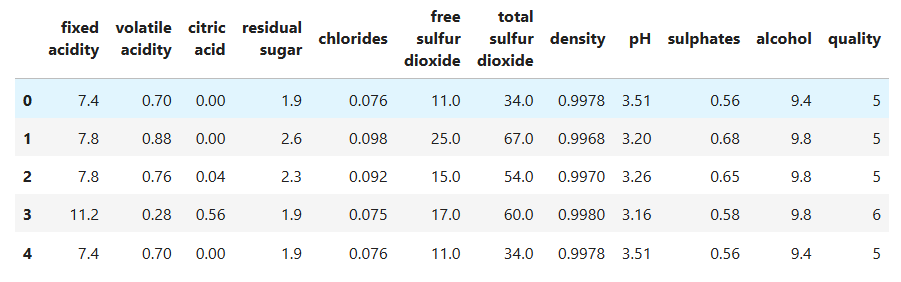 fixed acidity volatile acidity citric acid residual sugar chlorides free sulfur dioxide total sulfur dioxide density pH sulphates alcohol quality
0 7.4 0.70 0.00 1.9 0.076 11.0 34.0 0.9978 3.51 0.56 9.4 5
1 7.8 0.88 0.00 2.6 0.098 25.0 67.0 0.9968 3.20 0.68 9.8 5
2 7.8 0.76 0.04 2.3 0.092 15.0 54.0 0.9970 3.26 0.65 9.8 5
3 11.2 0.28 0.56 1.9 0.075 17.0 60.0 0.9980 3.16 0.58 9.8 6
4 7.4 0.70 0.00 1.9 0.076 11.0 34.0 0.9978 3.51 0.56 9.4 5